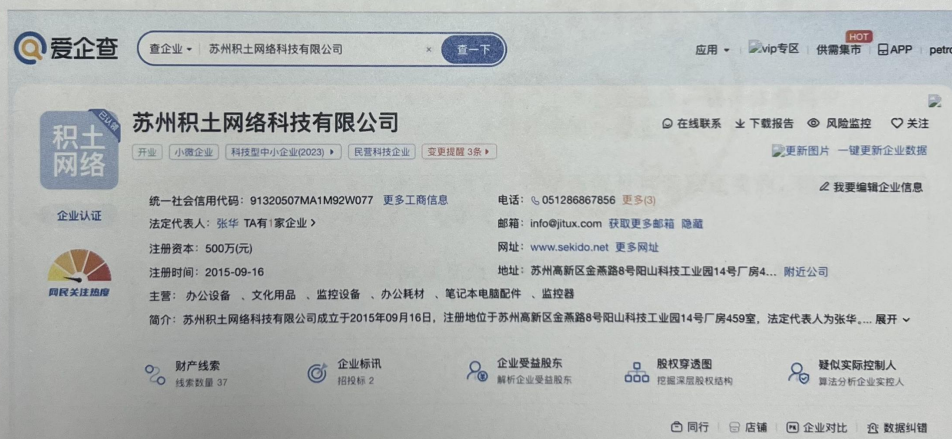 爱企查
查企业 苏州积土网络科技有限公司 × 查一下
应用 vip专区 供需集市 HOT APP petro
积土网络 已认领
苏州积土网络科技有限公司
在线联系 下载报告 风险监控 关注
开业 小微企业 科技型中小企业(2023) 民营科技企业 变更提醒 3条
更新图片 一键更新企业数据
我要编辑企业信息
企业认证
统一社会信用代码：91320507MA1M92W077 更多工商信息
电话：051286867856 更多(3)
法定代表人：张华 TA有1家企业
邮箱：info@jitux.com 获取更多邮箱 隐藏
注册资本：500万(元)
网址：www.sekido.net 更多网址
注册时间：2015-09-16
地址：苏州高新区金燕路8号阳山科技工业园14号厂房4... 附近公司
网民关注热度
主营：办公设备 、文化用品 、监控设备 、办公耗材 、笔记本电脑配件 、监控器
简介：苏州积土网络科技有限公司成立于2015年09月16日，注册地位于苏州高新区金燕路8号阳山科技工业园14号厂房459室，法定代表人为张华。... 展开
财产线索 企业标讯 企业受益股东 股权穿透图 疑似实际控制人
线索数量 37 招投标 2 解析企业受益股东 挖掘深层股权结构 算法分析企业实控人
同行 店铺 PK 企业对比 数据纠错